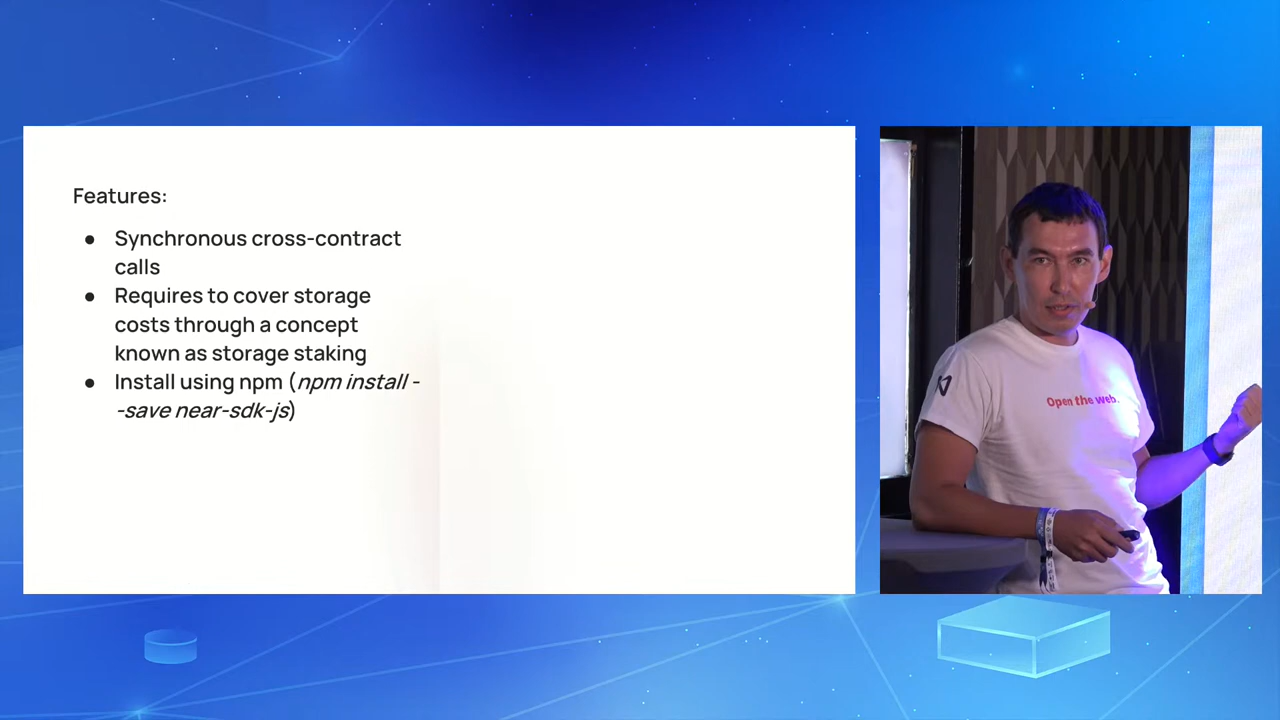 Features:
● Synchronous cross-contract
calls
● Requires to cover storage
costs through a concept
known as storage staking
● Install using npm (npm install -
-save near-sdk-js)
Open the web.